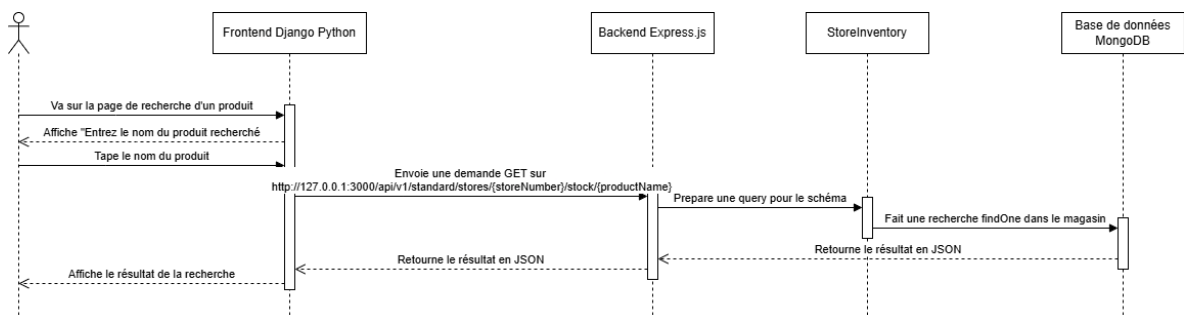 Frontend Django Python
Backend Express.js
StoreInventory
Base de données
MongoDB
Va sur la page de recherche d'un produit
Affiche "Entrez le nom du produit recherché
Tape le nom du produit
Envoie une demande GET sur
http://127.0.0.1:3000/api/v1/standard/stores/{storeNumber}/stock/{productName}
Prepare une query pour le schéma
Fait une recherche findOne dans le magasin
Retourne le résultat en JSON
Retourne le résultat en JSON
Affiche le résultat de la recherche